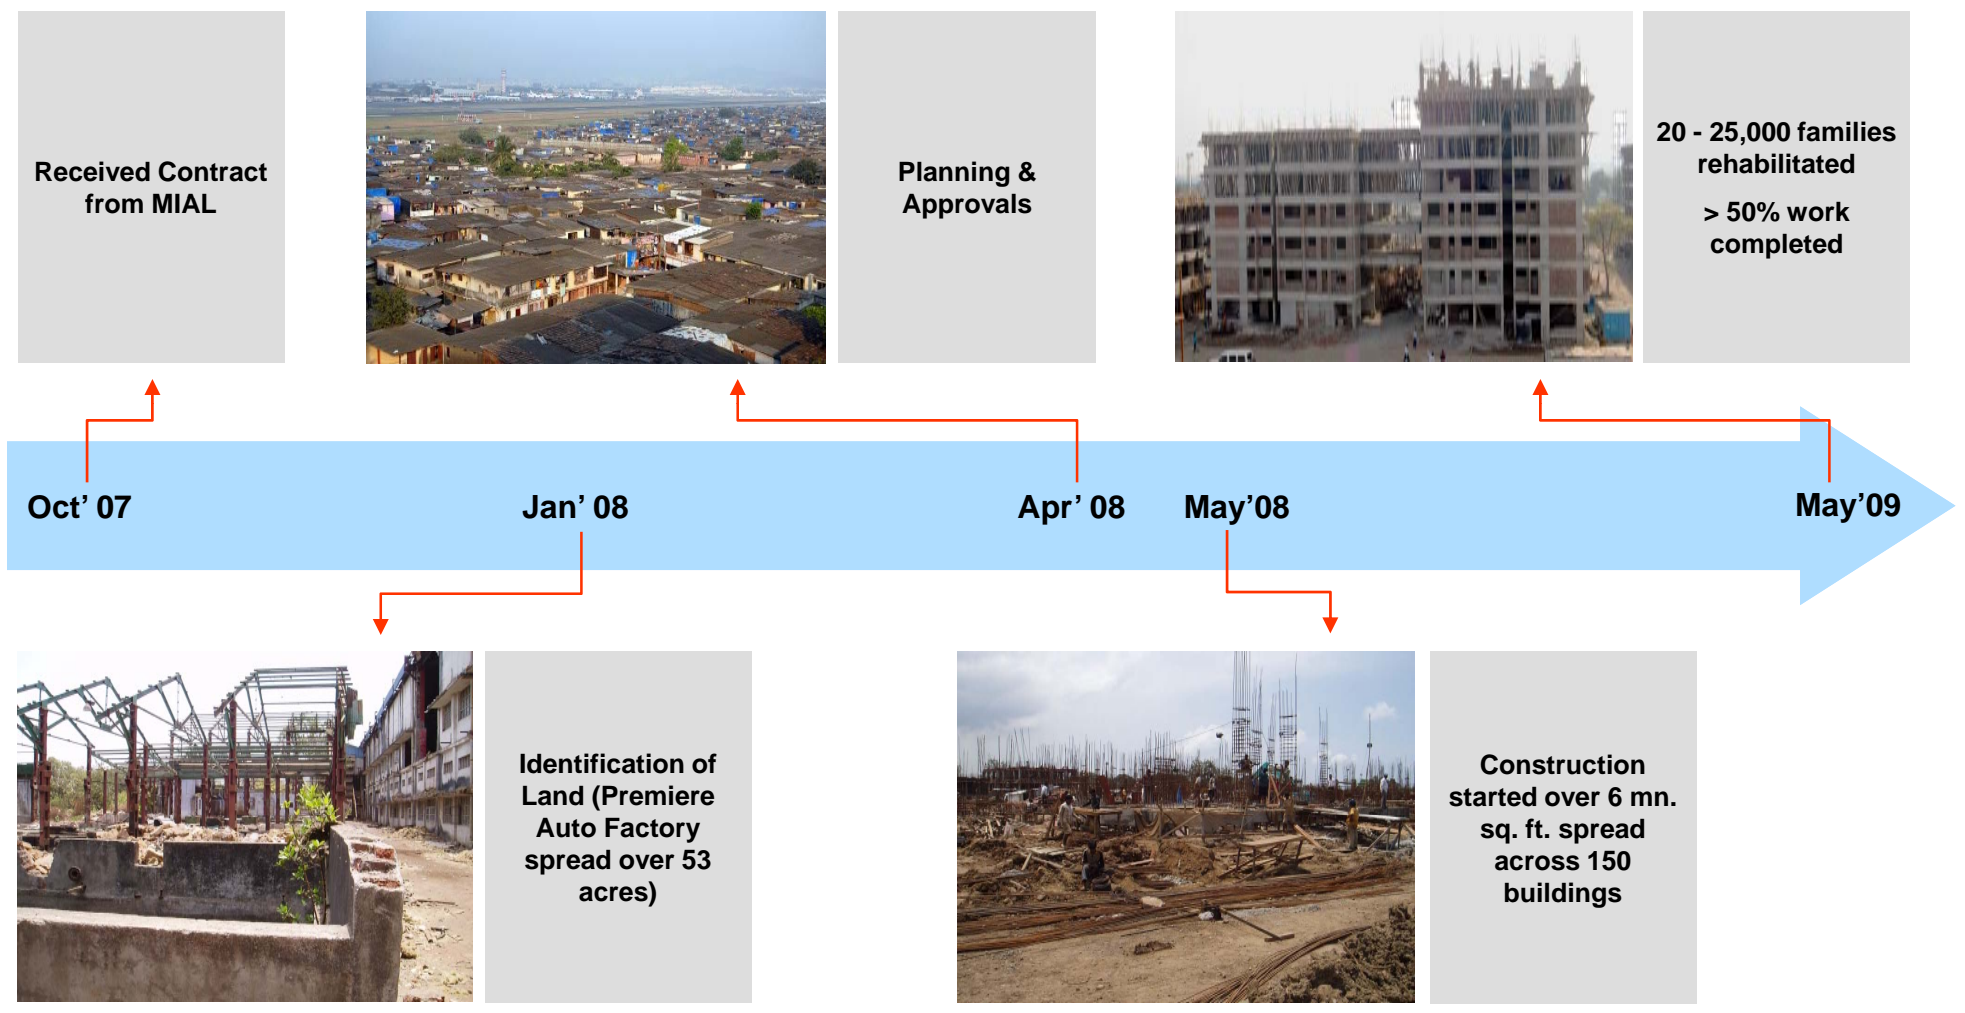 Received Contract
from MIAL
Planning &
Approvals
20 - 25,000 families
rehabilitated
> 50% work
completed
Oct’ 07
Jan’ 08
Apr’ 08
May’08
May’09
Identification of
Land (Premiere
Auto Factory
spread over 53
acres)
Construction
started over 6 mn.
sq. ft. spread
across 150
buildings